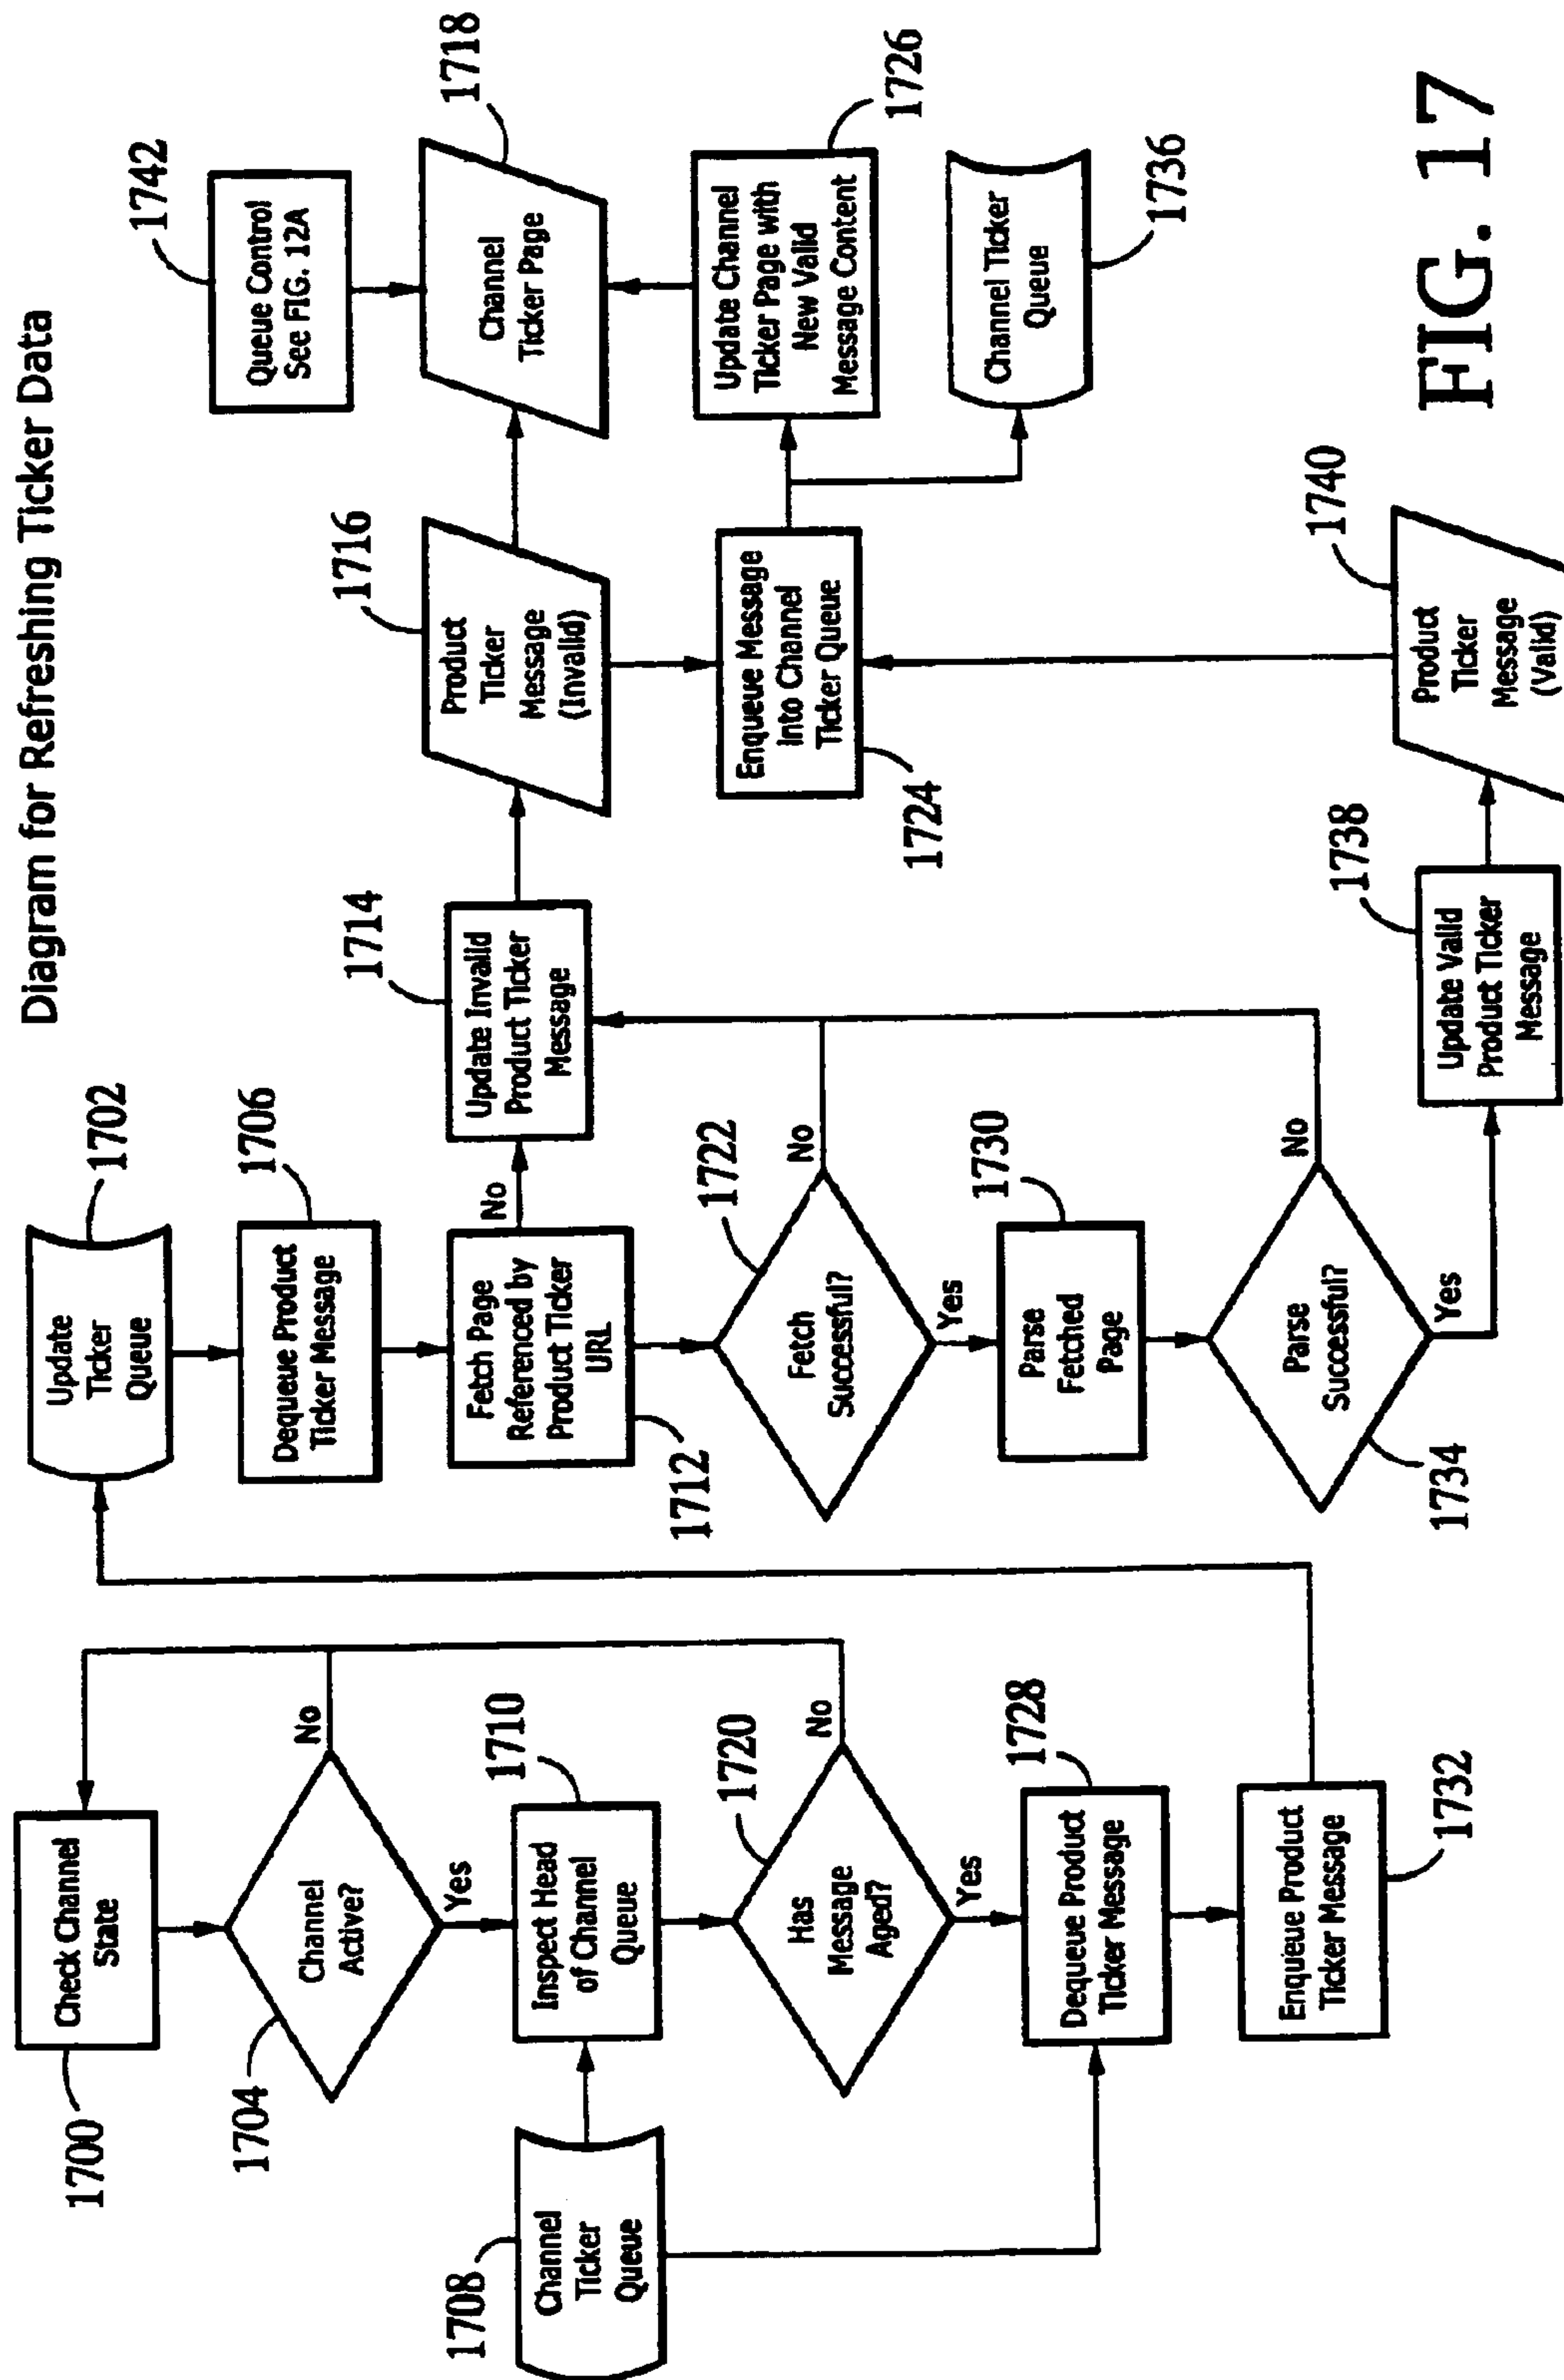 Diagram for Refreshing Ticker Data
1700
Check Channel
State
1704
Channel
Active?
No
Yes
1708
Channel
Ticker
Queue
1710
Inspect Head
of Channel
Queue
1720
Has
Message
Aged?
No
Yes
1728
Dequeue Product
Ticker Message
1732
Enqueue Product
Ticker Message
1702
Update
Ticker
Queue
1706
Dequeue Product
Ticker Message
1712
Fetch Page
Referenced by
Product Ticker
URL
No
1722
Fetch
Successful?
No
Yes
1730
Parse
Fetched
Page
1734
Parse
Successful?
No
Yes
1714
Update Invalid
Product Ticker
Message
1738
Update Valid
Product Ticker
Message
1716
Product
Ticker
Message
(Invalid)
1724
Enqueue Message
Into Channel
Ticker Queue
1740
Product
Ticker
Message
(Valid)
1742
Queue Control
See FIG. 12A
1718
Channel
Ticker Page
1726
Update Channel
Ticker Page with
New Valid
Message Content
1736
Channel Ticker
Queue
FIG. 17